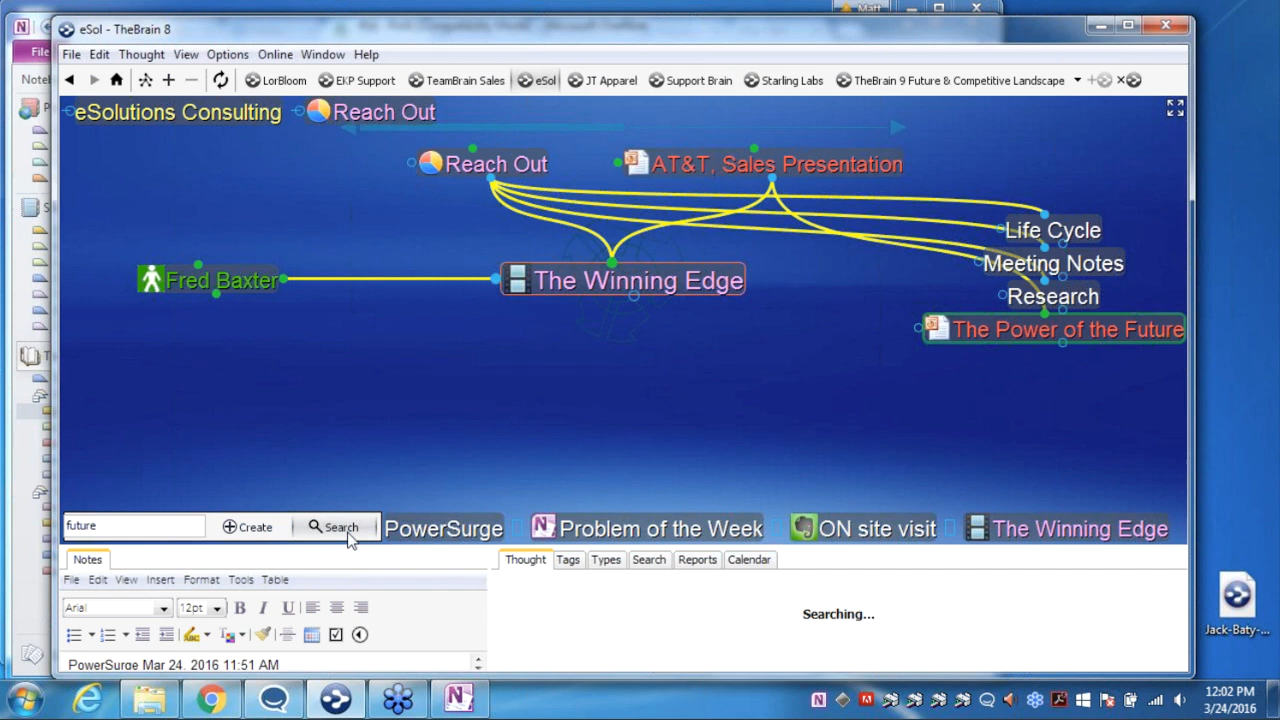 Matt
eSol - TheBrain 8
File Edit Thought View Options Online Window Help
File
LorBloom EKP Support TeamBrain Sales eSol JT Apparel Support Brain Starling Labs TheBrain 9 Future & Competitive Landscape
eSolutions Consulting Reach Out
Reach Out AT&T, Sales Presentation
Life Cycle
Meeting Notes
Fred Baxter The Winning Edge
Research
The Power of the Future
future Create Search PowerSurge Problem of the Week ON site visit The Winning Edge
Notes Thought Tags Types Search Reports Calendar
File Edit View Insert Format Tools Table
Arial 12pt B I U
Searching...
Jack-Baty-...
PowerSurge Mar 24, 2016 11:51 AM
12:02 PM
3/24/2016